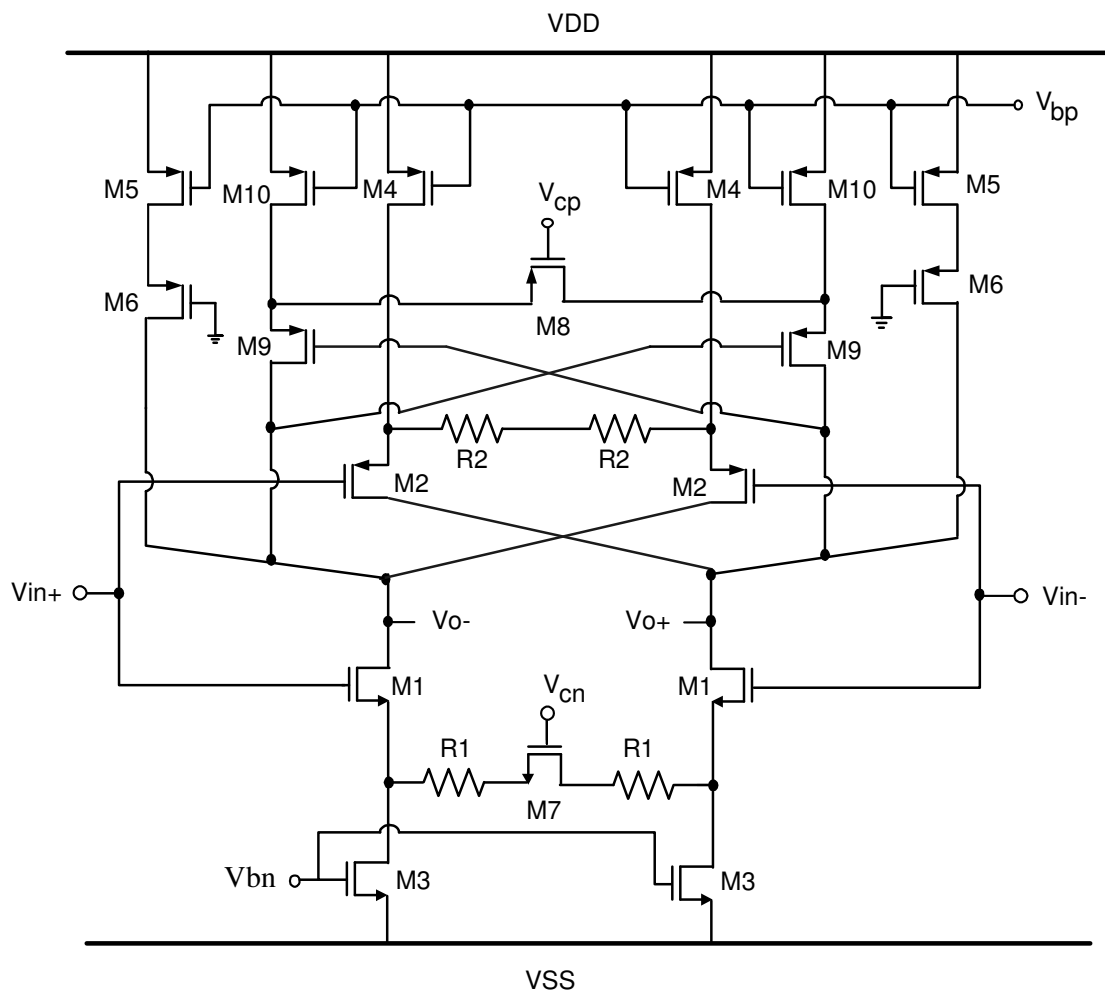 VDD
Vbp
M5
M10
M4
M4
M10
M5
Vcp
M6
M6
M8
M9
M9
R2
R2
M2
M2
Vin+
Vin-
Vo-
Vo+
M1
M1
Vcn
R1
R1
M7
Vbn
M3
M3
VSS